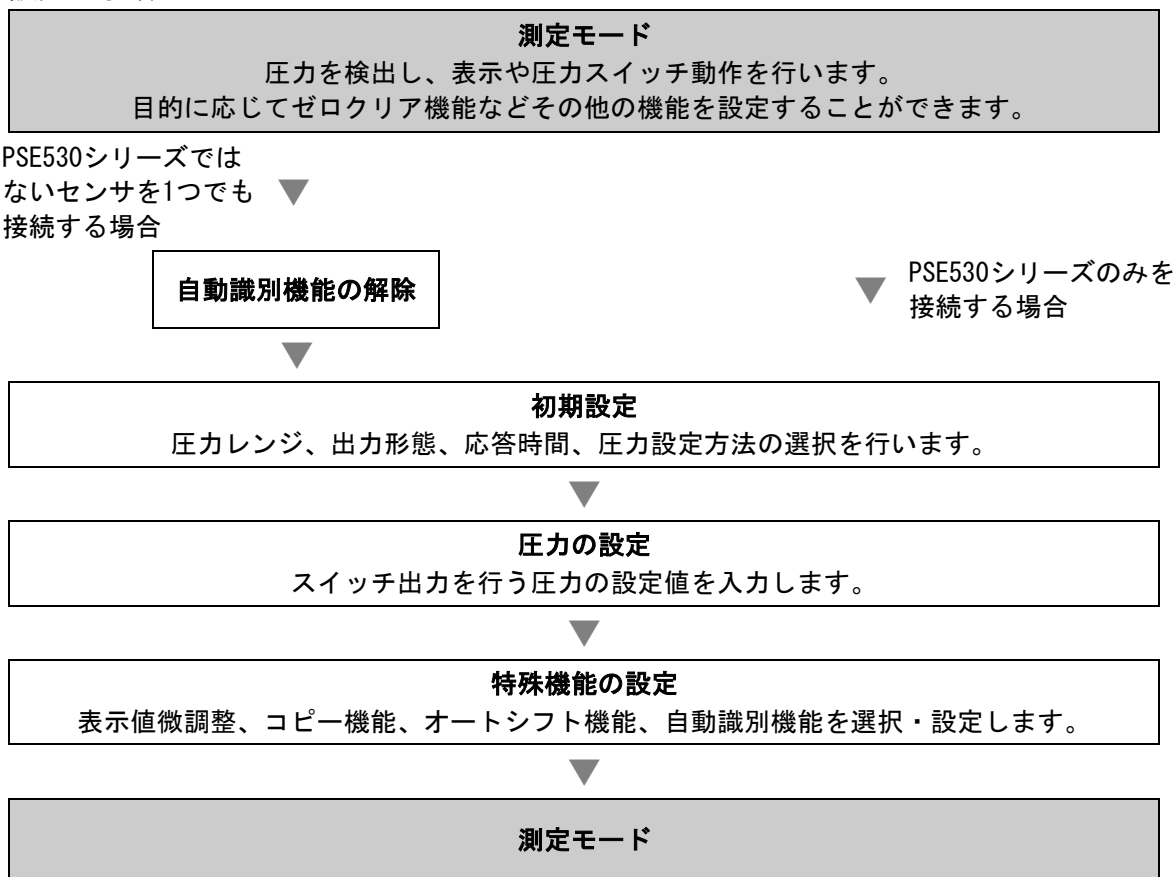 測定モード
圧力を検出し、表示や圧力スイッチ動作を行います。
目的に応じてゼロクリア機能などその他の機能を設定することができます。
PSE530シリーズでは
ないセンサを1つでも
接続する場合
自動識別機能の解除
PSE530シリーズのみを
接続する場合
初期設定
圧力レンジ、出力形態、応答時間、圧力設定方法の選択を行います。
圧力の設定
スイッチ出力を行う圧力の設定値を入力します。
特殊機能の設定
表示値微調整、コピー機能、オートシフト機能、自動識別機能を選択・設定します。
測定モード